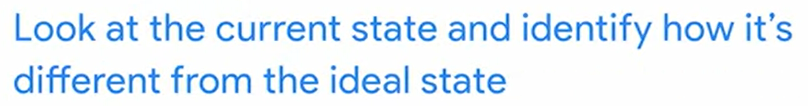 Look at the current state and identify how it’s
different from the ideal state